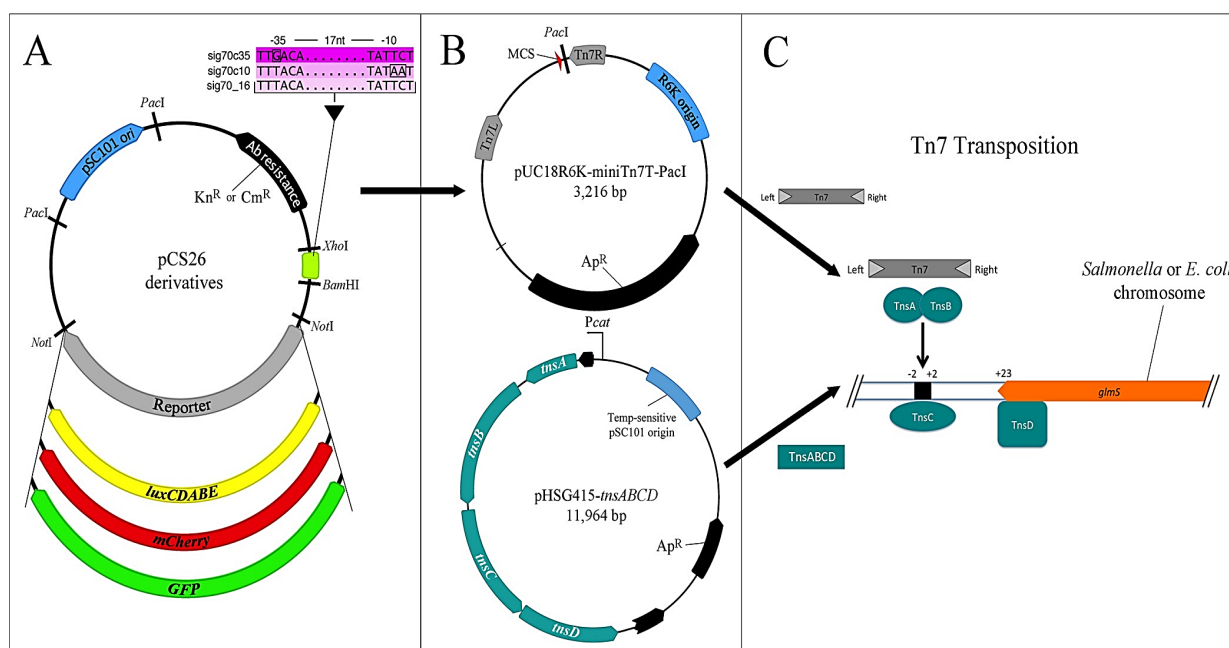 A
-35 17nt -10
sig70c35 TTGACA........TATTCT
sig70c10 TTTACA........TATAAT
sig70_16 TTTACA........TATTCT
PacI
pSC101 ori
Ab resistance
KnR or CmR
PacI
pCS26
derivatives
XhoI
BamHI
NotI
NotI
Reporter
luxCDABE
mCherry
GFP
B
PacI
MCS
Tn7R
R6K origin
Tn7L
pUC18R6K-miniTn7T-PacI
3,216 bp
ApR
Pcat
tnsA
Temp-sensitive
pSC101 origin
tnsB
pHSG415-tnsABCD
11,964 bp
ApR
tnsC
tnsD
C
Tn7 Transposition
Left Tn7 Right
Left Tn7 Right
TnsA TnsB
Salmonella or E. coli
chromosome
-2 +2 +23
glmS
TnsC
TnsD
TnsABCD